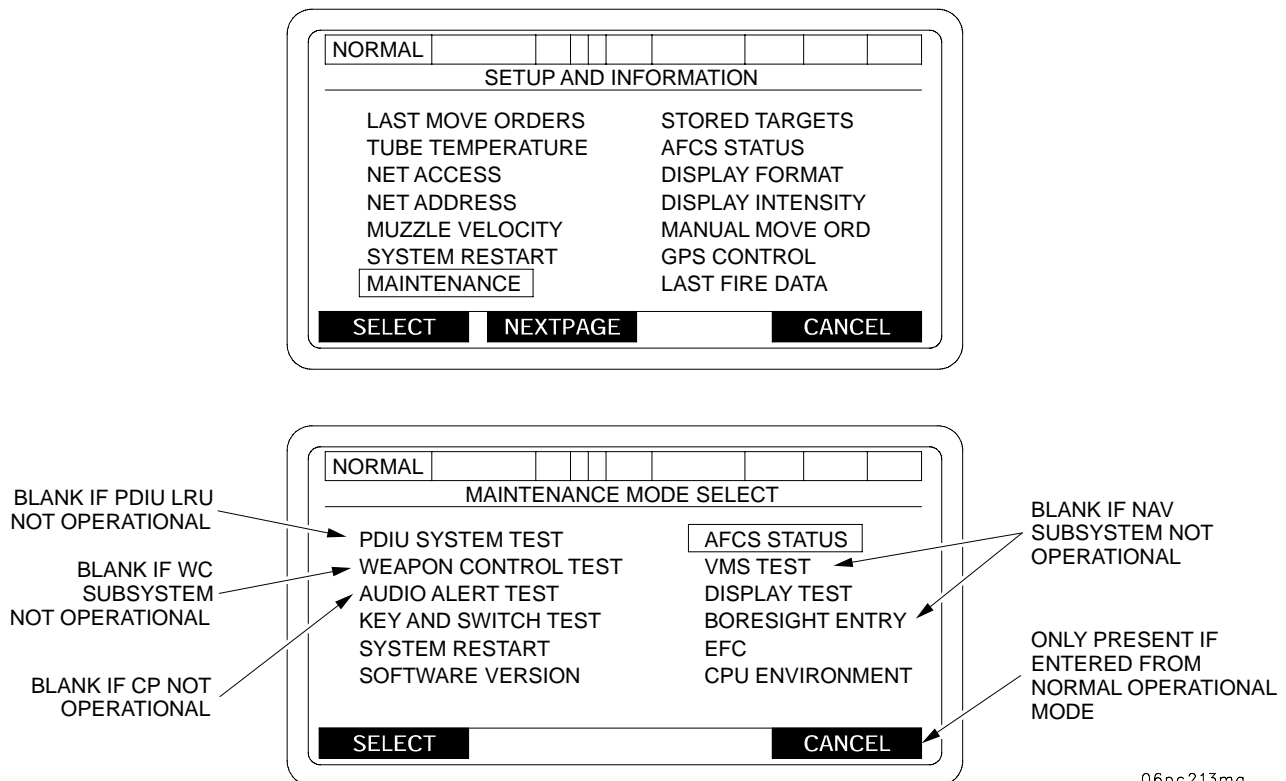 NORMAL
SETUP AND INFORMATION
LAST MOVE ORDERS
TUBE TEMPERATURE
NET ACCESS
NET ADDRESS
MUZZLE VELOCITY
SYSTEM RESTART
MAINTENANCE
STORED TARGETS
AFCS STATUS
DISPLAY FORMAT
DISPLAY INTENSITY
MANUAL MOVE ORD
GPS CONTROL
LAST FIRE DATA
SELECT NEXTPAGE CANCEL
BLANK IF PDIU LRU
NOT OPERATIONAL
BLANK IF WC
SUBSYSTEM
NOT OPERATIONAL
BLANK IF CP NOT
OPERATIONAL
NORMAL
MAINTENANCE MODE SELECT
PDIU SYSTEM TEST
WEAPON CONTROL TEST
AUDIO ALERT TEST
KEY AND SWITCH TEST
SYSTEM RESTART
SOFTWARE VERSION
AFCS STATUS
VMS TEST
DISPLAY TEST
BORESIGHT ENTRY
EFC
CPU ENVIRONMENT
SELECT CANCEL
BLANK IF NAV
SUBSYSTEM NOT
OPERATIONAL
ONLY PRESENT IF
ENTERED FROM
NORMAL OPERATIONAL
MODE
06pc213mg